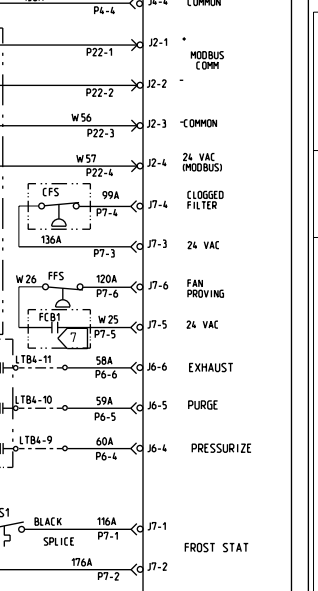 P4-4 J4-4 COMMON
J2-1 *
P22-1 MODBUS
COMM
J2-2 -
P22-2
W56 J2-3 -COMMON
P22-3
W57 J2-4 24 VAC
(MODBUS)
P22-4
CFS 99A J7-4 CLOGGED
FILTER
P7-4
136A J7-3 24 VAC
P7-3
W26 FFS 120A J7-6 FAN
PROVING
P7-6
FCB1 W25 J7-5 24 VAC
7 P7-5
LTB4-11 58A J6-6 EXHAUST
P6-6
LTB4-10 59A J6-5 PURGE
P6-5
LTB4-9 60A J6-4 PRESSURIZE
P6-4
S1 BLACK 116A J7-1
SPLICE P7-1
FROST STAT
176A J7-2
P7-2